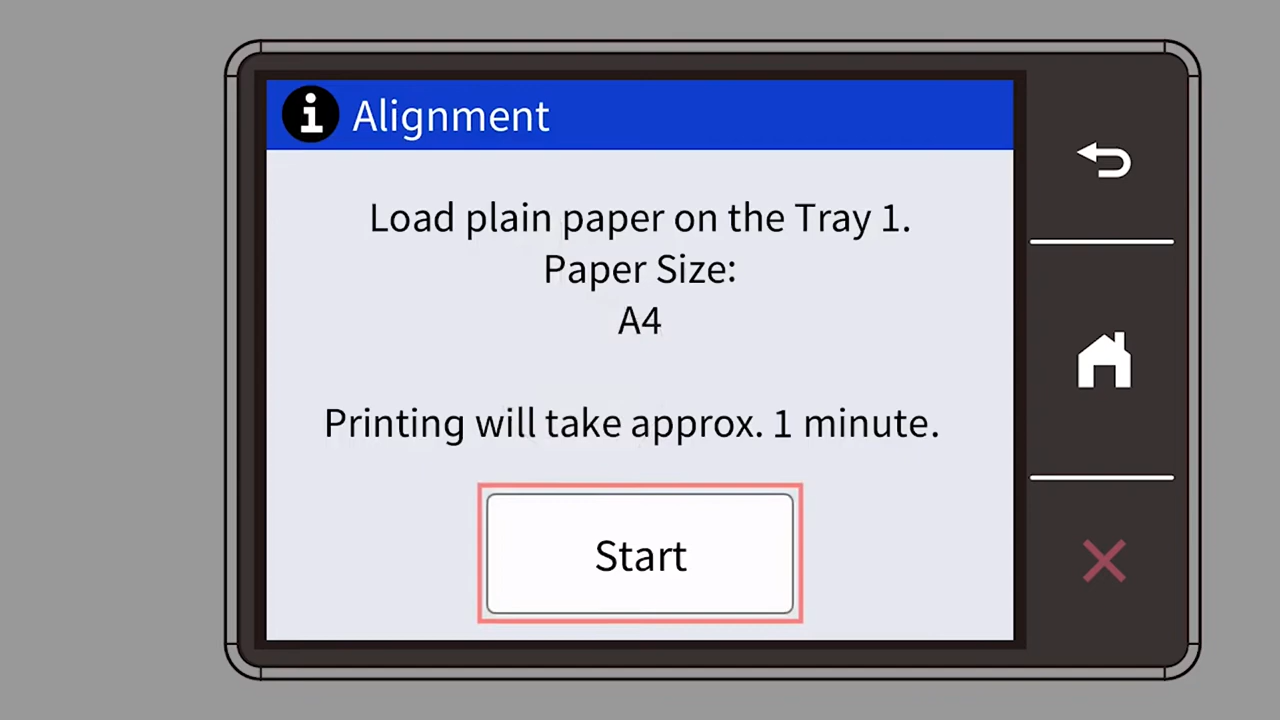 Alignment
Load plain paper on the Tray 1.
Paper Size:
A4
Printing will take approx. 1 minute.
Start